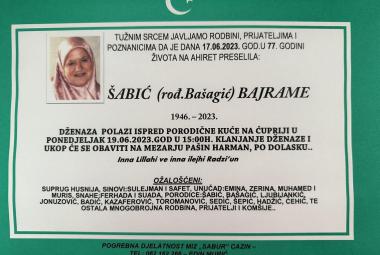 TUŽNIM SRCEM JAVLJAMO RODBINI, PRIJATELJIMA I
POZNANICIMA DA JE DANA 17.06.2023. GOD.U 77. GODINI
ŽIVOTA NA AHIRET PRESELILA:
ŠABIĆ (rođ.Bašagić) BAJRAME
1946. – 2023.
DŽENAZA POLAZI ISPRED PORODIČNE KUĆE NA ĆUPRIJI U
PONEDJELJAK 19.06.2023.GOD U 15:00H. KLANJANJE DŽENAZE I
UKOP ĆE SE OBAVITI NA MEZARJU PAŠIN HARMAN, PO DOLASKU..
Inna Lillahi ve inna ilejhi Radži'un
OŽALOŠĆENI:
SUPRUG HUSNIJA, SINOVI:SULEJMAN I SAFET, UNUČAD:EMINA, ZERINA, MUHAMED I
MURIS, SNAHE:FERHADA I SUADA, PORODICE:ŠABIĆ, BAŠAGIĆ, LJUBIJANKIĆ,
JONUZOVIĆ, BADIĆ, KAZAFEROVIĆ, TOROMANOVIĆ, SEDIĆ, ŠEPIĆ, HADŽIĆ, ČEHIĆ, TE
OSTALA MNOGOBROJNA RODBINA, PRIJATELJI I KOMŠIJE..
POGREBNA DJELATNOST MIZ „SABUR" CAZIN –